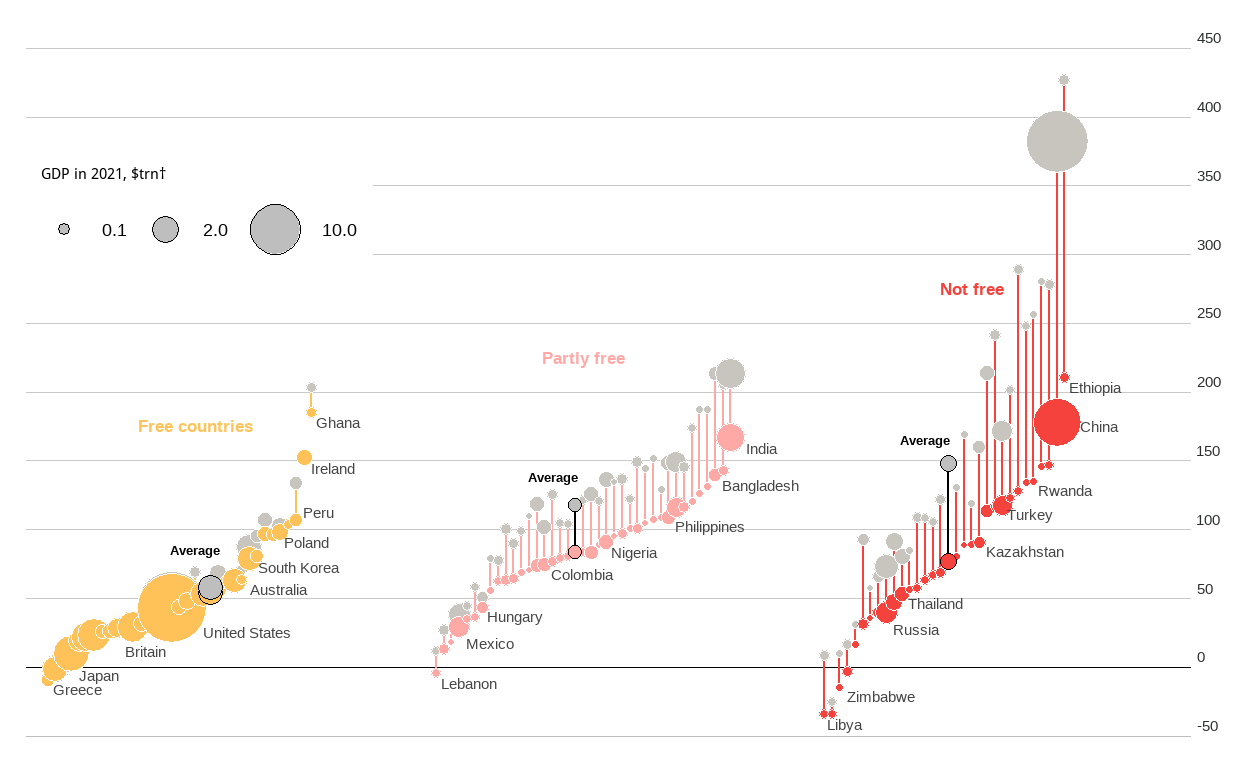 450
400
GDP in 2021, $trn†
350
0.1 2.0 10.0
300
Not free
250
Partly free
200
Ethiopia
Free countries
Ghana
China
Average
India
150
Ireland
Average
Bangladesh
Rwanda
Peru
Turkey
100
Philippines
Poland
Average
Nigeria
Kazakhstan
South Korea
Colombia
Australia
50
Thailand
Hungary
United States
Russia
Britain
Mexico
0
Japan
Lebanon
Greece
Zimbabwe
Libya
-50